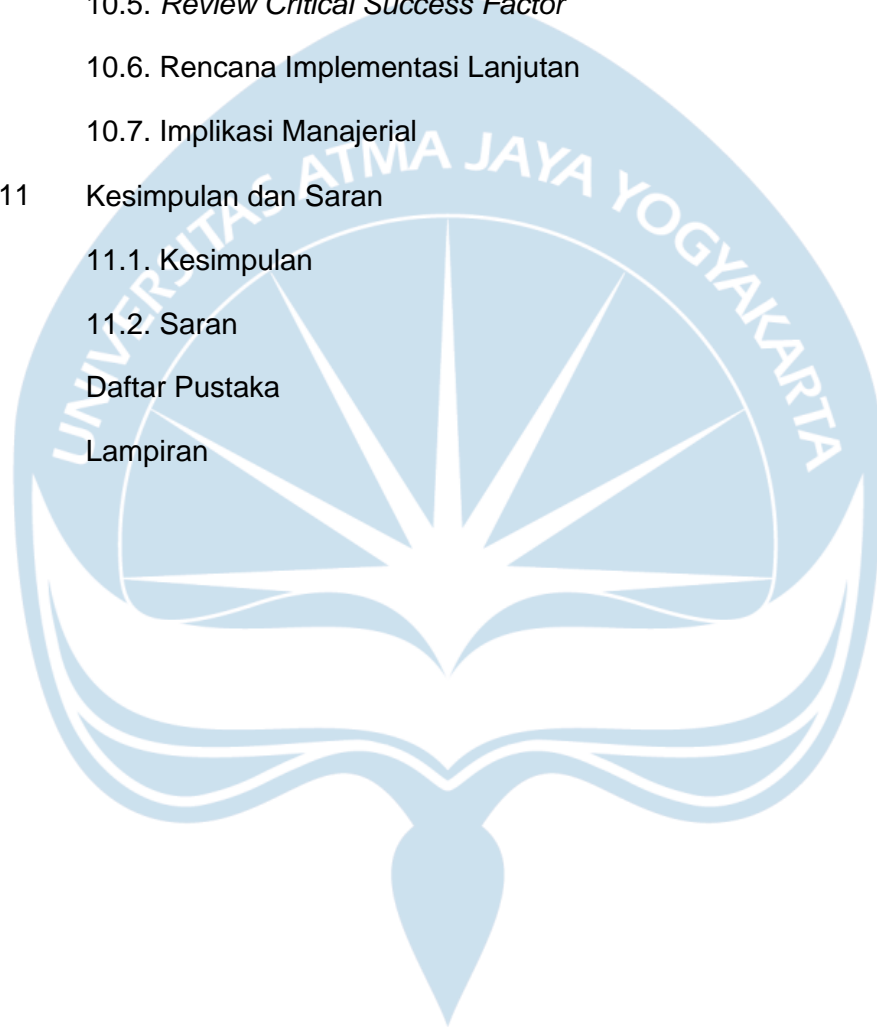 10.5. Review Critical Success Factor
10.6. Rencana Implementasi Lanjutan
10.7. Implikasi Manajerial
11 Kesimpulan dan Saran
11.1. Kesimpulan
11.2. Saran
Daftar Pustaka
Lampiran
UNIVERSITAS ATMA JAYA YOGYAKARTA